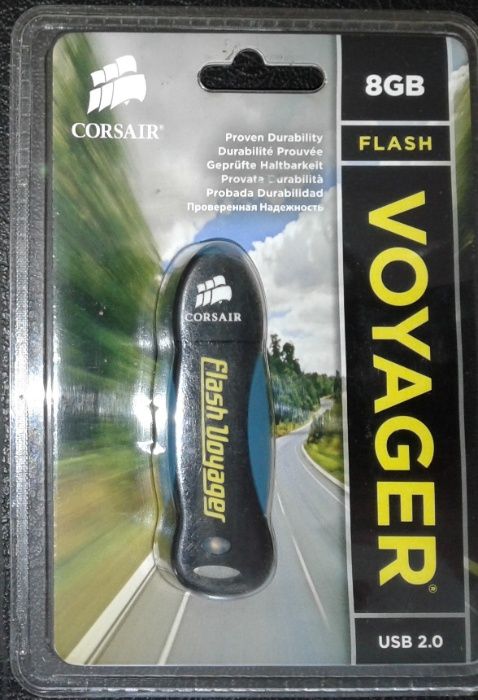 CORSAIR®
8GB
FLASH
VOYAGER®
USB 2.0
Proven Durability
Durabilité Prouvée
Geprüfte Haltbarkeit
Provata Durabilità
Probada Durabilidad
Проверенная Надежность
CORSAIR
Flash Voyager